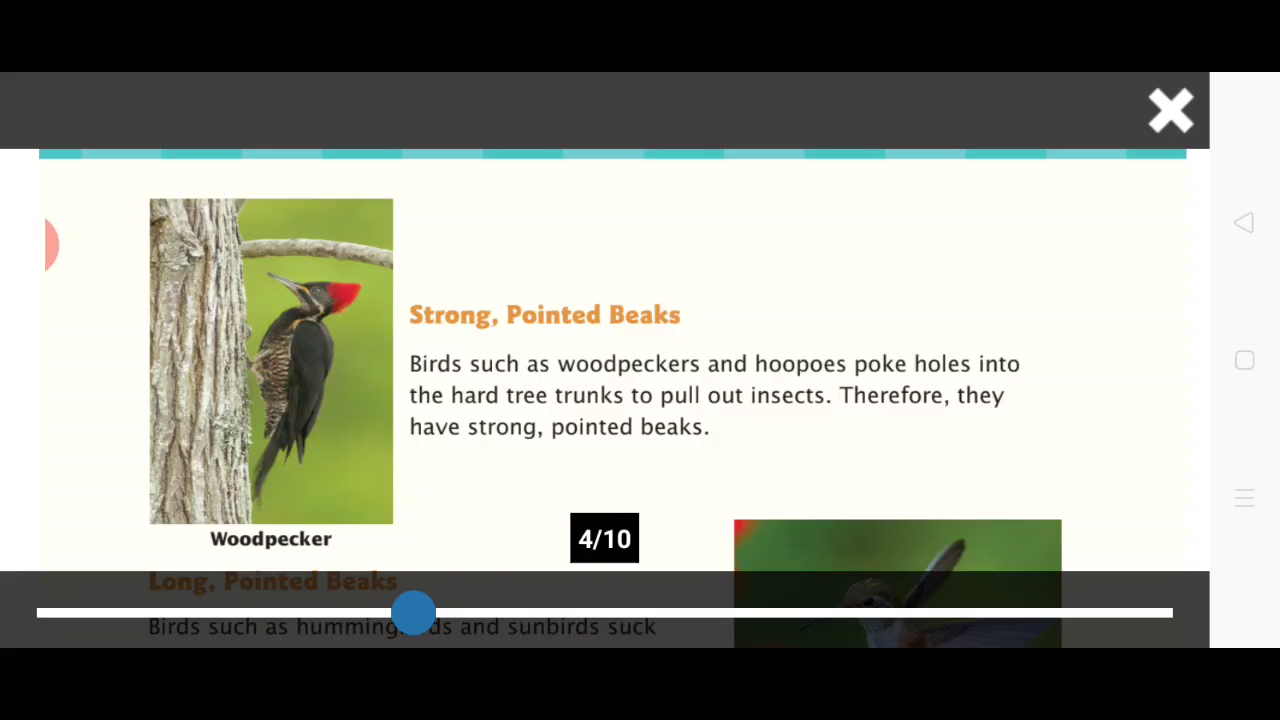 Strong, Pointed Beaks
Birds such as woodpeckers and hoopoes poke holes into
the hard tree trunks to pull out insects. Therefore, they
have strong, pointed beaks.
Woodpecker
4/10
Long, Pointed Beaks
Birds such as humming ds and sunbirds suck